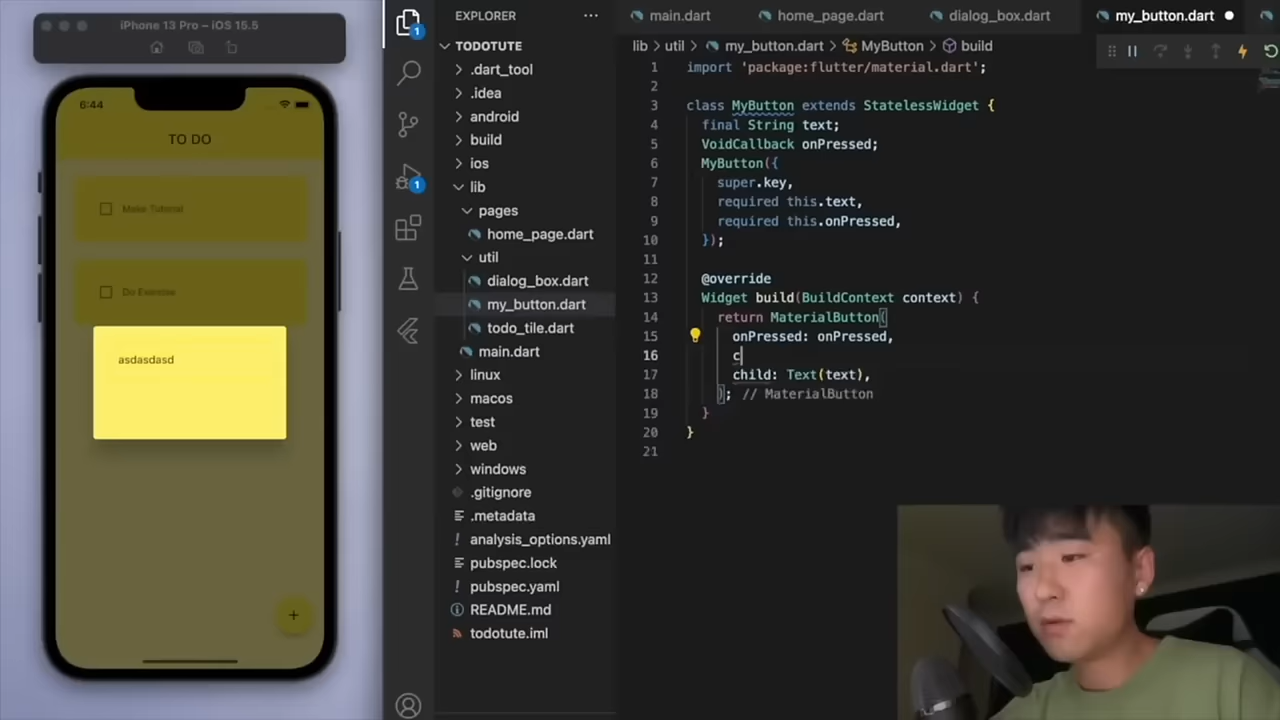 iPhone 13 Pro – iOS 15.5
6:44
TO DO
Make Tutorial
Do Exercise
asdasdasd
+
1
1
EXPLORER ...
TODOTUTE
.dart_tool
.idea
android
build
ios
lib
pages
home_page.dart
util
dialog_box.dart
my_button.dart
todo_tile.dart
main.dart
linux
macos
test
web
windows
.gitignore
.metadata
analysis_options.yaml
pubspec.lock
pubspec.yaml
README.md
todotute.iml
main.dart home_page.dart dialog_box.dart my_button.dart
lib > util > my_button.dart > MyButton > build
1 import 'package:flutter/material.dart';
2
3 class MyButton extends StatelessWidget {
4 final String text;
5 VoidCallback onPressed;
6 MyButton({
7 super.key,
8 required this.text,
9 required this.onPressed,
10 });
11
12 @override
13 Widget build(BuildContext context) {
14 return MaterialButton(
15 onPressed: onPressed,
16 c
17 child: Text(text),
18 ); // MaterialButton
19 }
20 }
21